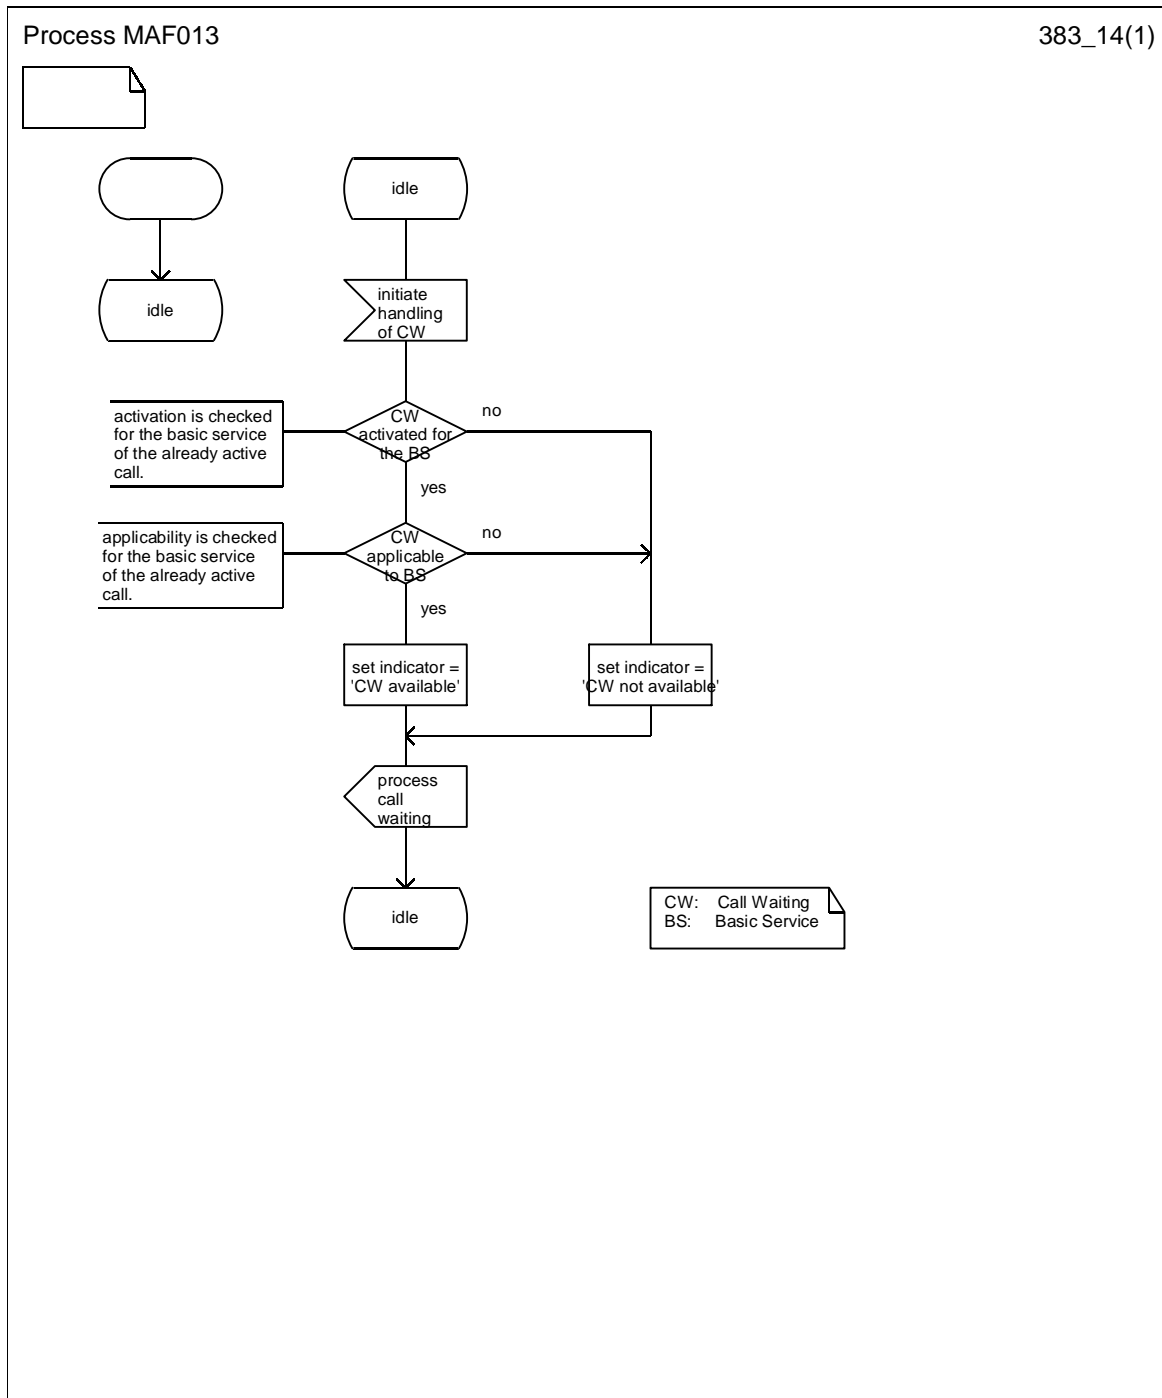 Process MAF013
383_14(1)
idle
idle
initiate
handling
of CW
activation is checked
for the basic service
of the already active
call.
CW
activated for
the BS
no
yes
applicability is checked
for the basic service
of the already active
call.
CW
applicable
to BS
no
yes
set indicator =
'CW available'
set indicator =
'CW not available'
process
call
waiting
idle
CW: Call Waiting
BS: Basic Service